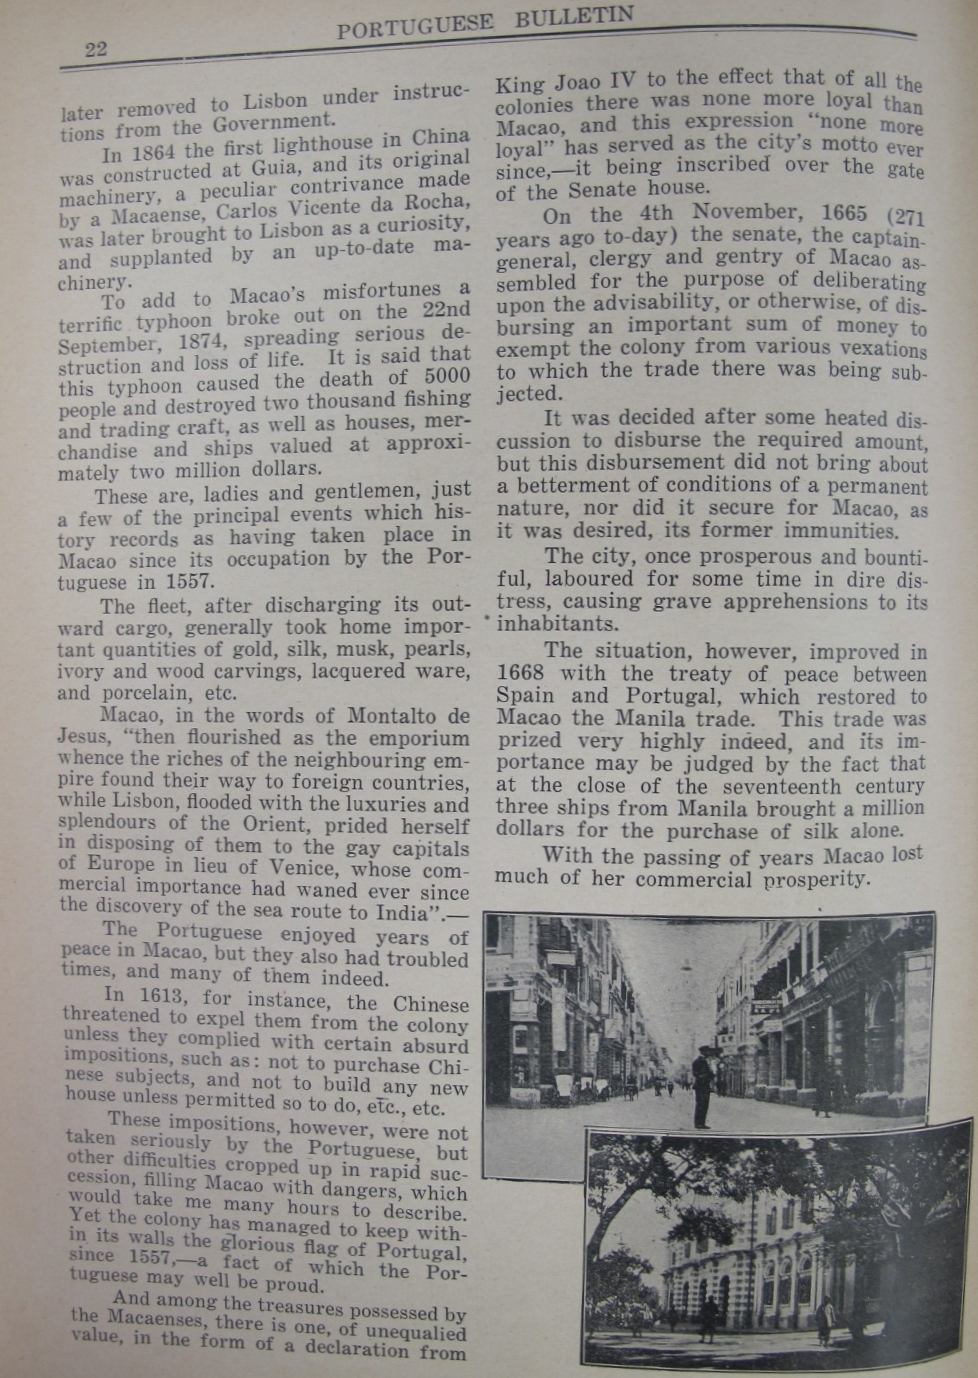 22
PORTUGUESE BULLETIN
later removed to Lisbon under instruc-
tions from the Government.
In 1864 the first lighthouse in China
was constructed at Guia, and its original
machinery, a peculiar contrivance made
by a Macaense, Carlos Vicente da Rocha,
was later brought to Lisbon as a curiosity,
and supplanted by an up-to-date ma-
chinery.
To add to Macao's misfortunes a
terrific typhoon broke out on the 22nd
September, 1874, spreading serious de-
struction and loss of life. It is said that
this typhoon caused the death of 5000
people and destroyed two thousand fishing
and trading craft, as well as houses, mer-
chandise and ships valued at approxi-
mately two million dollars.
These are, ladies and gentlemen, just
a few of the principal events which his-
tory records as having taken place in
Macao since its occupation by the Por-
tuguese in 1557.
The fleet, after discharging its out-
ward cargo, generally took home impor-
tant quantities of gold, silk, musk, pearls,
ivory and wood carvings, lacquered ware,
and porcelain, etc.
Macao, in the words of Montalto de
Jesus, “then flourished as the emporium
whence the riches of the neighbouring em-
pire found their way to foreign countries,
while Lisbon, flooded with the luxuries and
splendours of the Orient, prided herself
in disposing of them to the gay capitals
of Europe in lieu of Venice, whose com-
mercial importance had waned ever since
the discovery of the sea route to India”.—
The Portuguese enjoyed years of
peace in Macao, but they also had troubled
times, and many of them indeed.
In 1613, for instance, the Chinese
threatened to expel them from the colony
unless they complied with certain absurd
impositions, such as: not to purchase Chi-
nese subjects, and not to build any new
house unless permitted so to do, etc., etc.
These impositions, however, were not
taken seriously by the Portuguese, but
other difficulties cropped up in rapid suc-
cession, filling Macao with dangers, which
would take me many hours to describe.
Yet the colony has managed to keep with-
in its walls the glorious flag of Portugal,
since 1557,—a fact of which the Por-
tuguese may well be proud.
And among the treasures possessed by
the Macaenses, there is one, of unequalied
value, in the form of a declaration from
King Joao IV to the effect that of all the
colonies there was none more loyal than
Macao, and this expression “none more
loyal” has served as the city's motto ever
since,—it being inscribed over the gate
of the Senate house.
On the 4th November, 1665 (271
years ago to-day) the senate, the captain-
general, clergy and gentry of Macao as-
sembled for the purpose of deliberating
upon the advisability, or otherwise, of dis-
bursing an important sum of money to
exempt the colony from various vexations
to which the trade there was being sub-
jected.
It was decided after some heated dis-
cussion to disburse the required amount,
but this disbursement did not bring about
a betterment of conditions of a permanent
nature, nor did it secure for Macao, as
it was desired, its former immunities.
The city, once prosperous and bounti-
ful, laboured for some time in dire dis-
tress, causing grave apprehensions to its
inhabitants.
The situation, however, improved in
1668 with the treaty of peace between
Spain and Portugal, which restored to
Macao the Manila trade. This trade was
prized very highly indeed, and its im-
portance may be judged by the fact that
at the close of the seventeenth century
three ships from Manila brought a million
dollars for the purchase of silk alone.
With the passing of years Macao lost
much of her commercial prosperity.